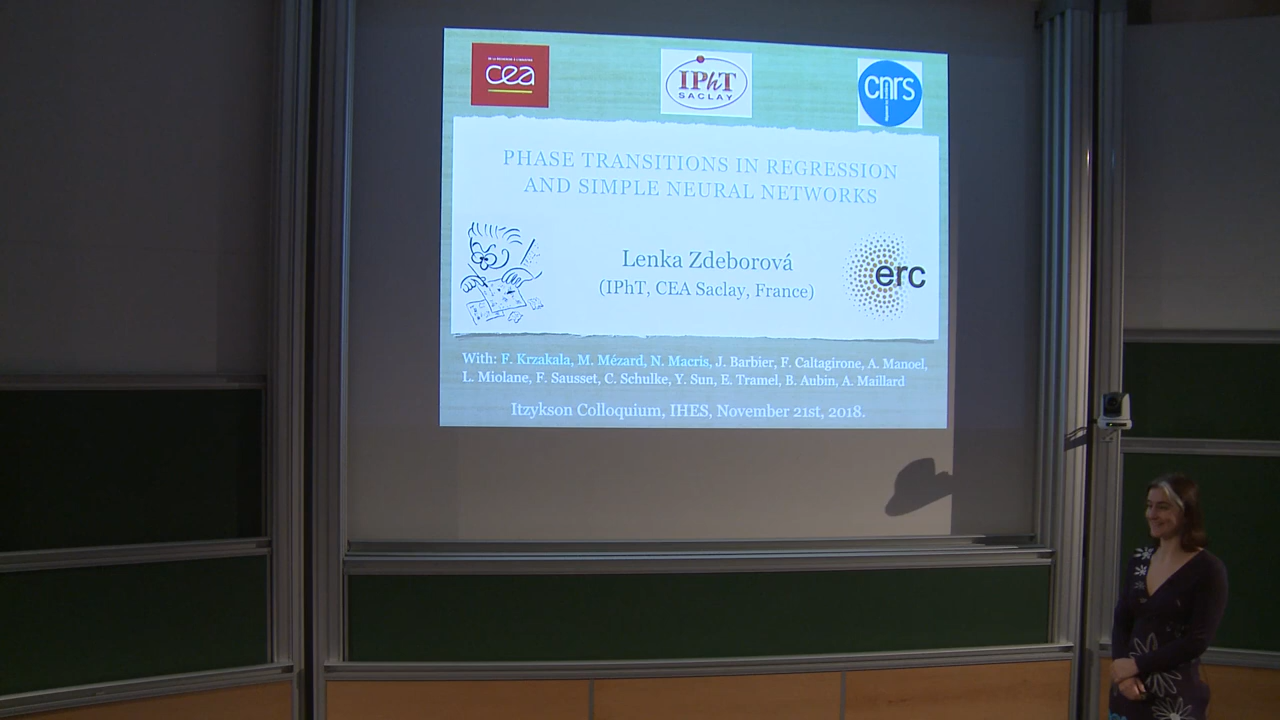 cea
IPhT
SACLAY
cnrs
PHASE TRANSITIONS IN REGRESSION
AND SIMPLE NEURAL NETWORKS
Lenka Zdeborová
(IPhT, CEA Saclay, France)
erc
With: F. Krzakala, M. Mézard, N. Macris, J. Barbier, F. Caltagirone, A. Manoel,
L. Miolane, F. Sausset, C. Schulke, Y. Sun, E. Tramel, B. Aubin, A. Maillard
Itzykson Colloquium, IHES, November 21st, 2018.